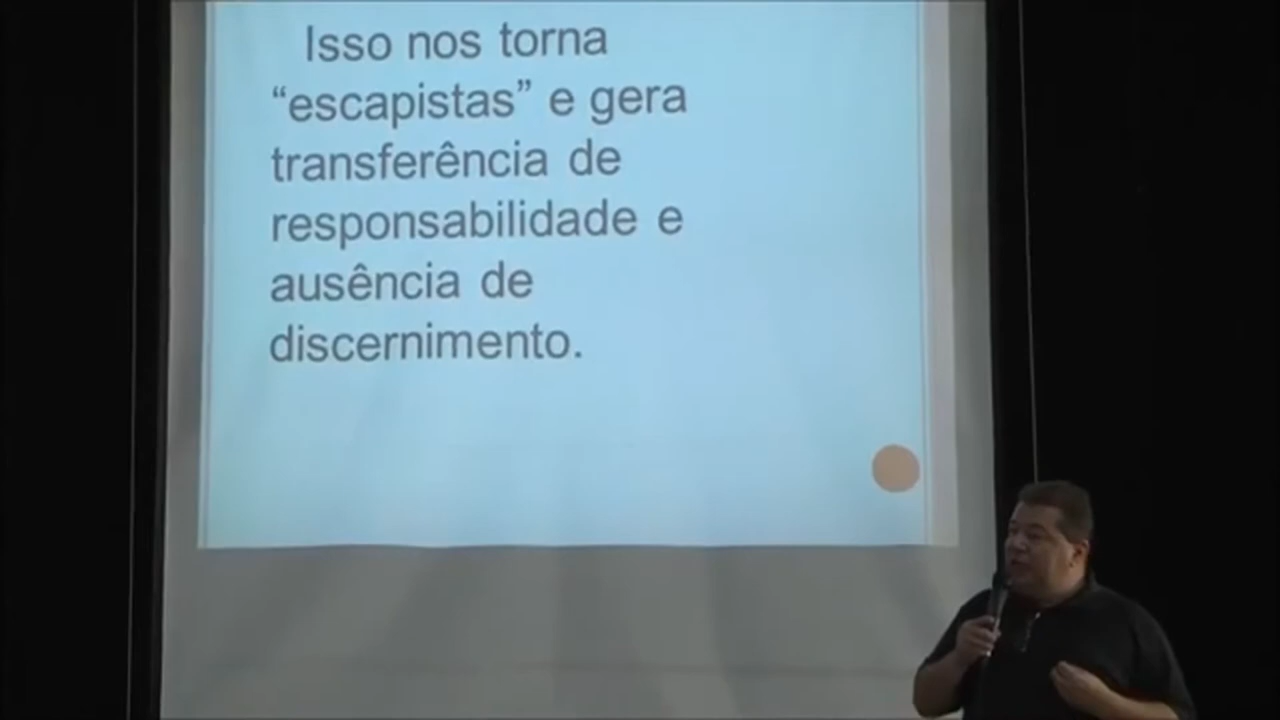 Isso nos torna
“escapistas” e gera
transferência de
responsabilidade e
ausência de
discernimento.